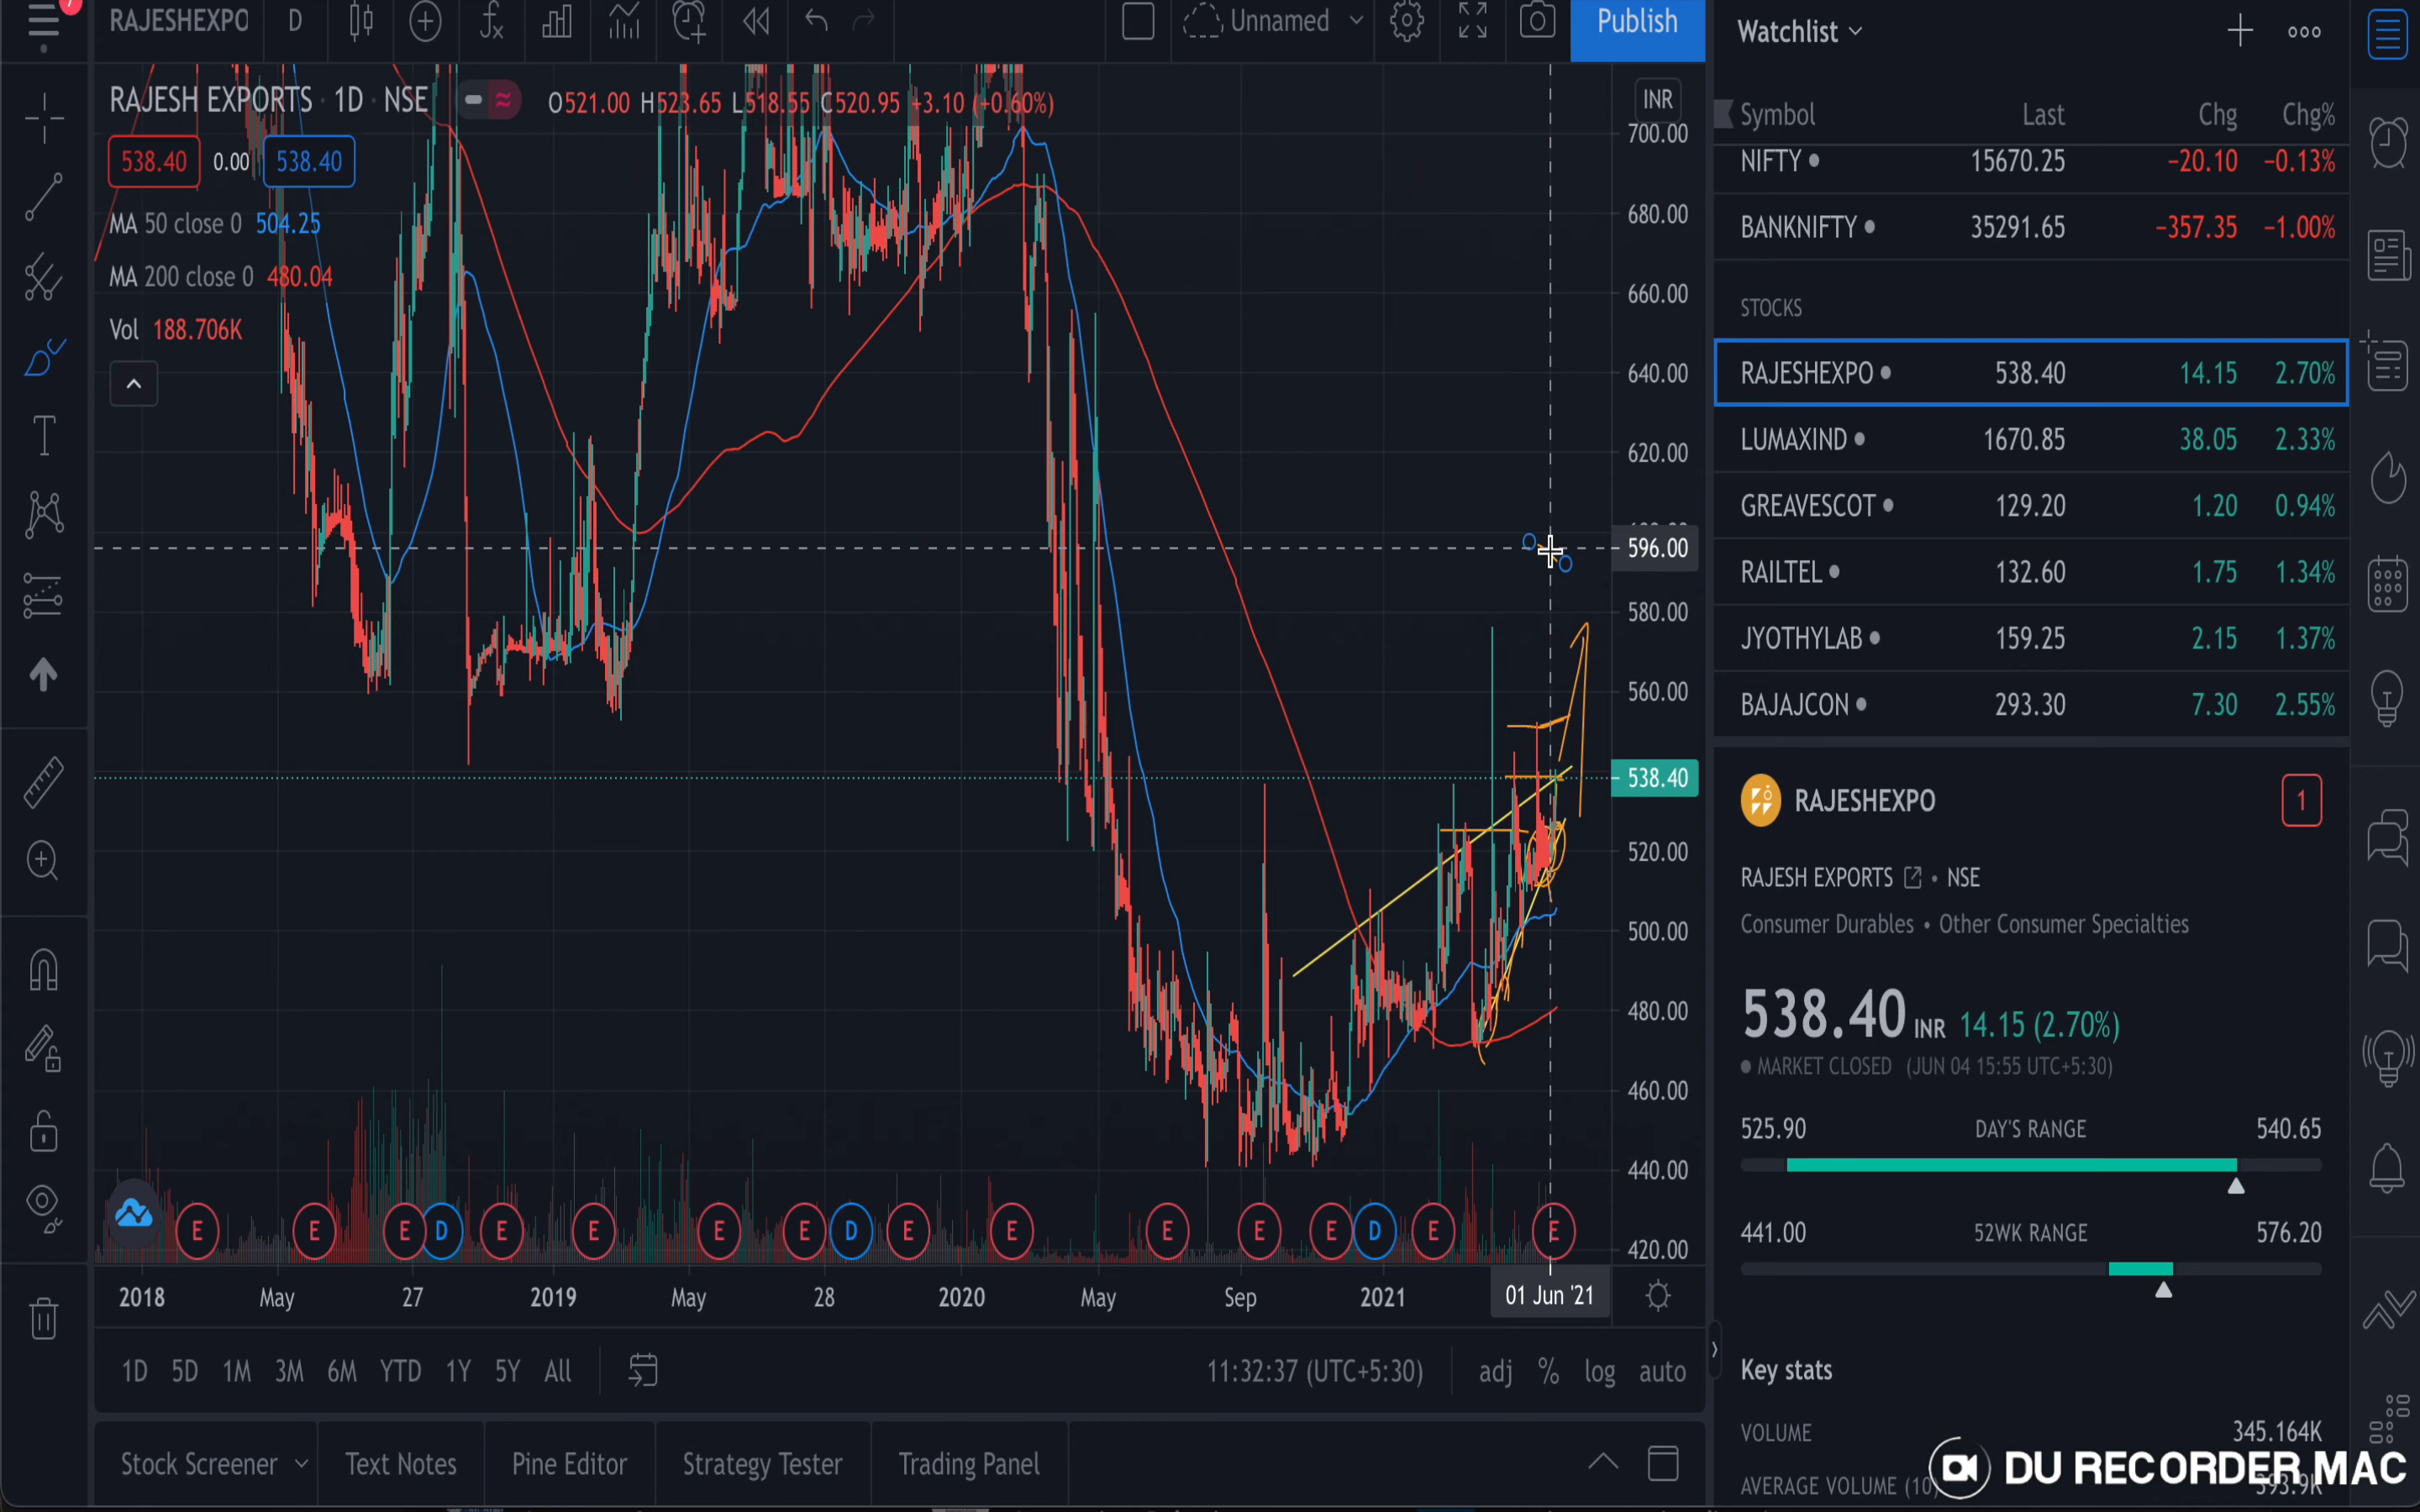 7
RAJESHEXPO D Unnamed Publish
RAJESH EXPORTS · 1D · NSE O521.00 H523.65 L518.55 C520.95 +3.10 (+0.60%)
538.40 0.00 538.40
MA 50 close 0 504.25
MA 200 close 0 480.04
Vol 188.706K
INR
700.00
680.00
660.00
640.00
620.00
596.00
580.00
560.00
538.40
520.00
500.00
480.00
460.00
440.00
420.00
E E E D E E E E D E E E E E D E E
2018 May 27 2019 May 28 2020 May Sep 2021 01 Jun '21
1D 5D 1M 3M 6M YTD 1Y 5Y All 11:32:37 (UTC+5:30) adj % log auto
Stock Screener Text Notes Pine Editor Strategy Tester Trading Panel
Watchlist
Symbol Last Chg Chg%
NIFTY 15670.25 −20.10 −0.13%
BANKNIFTY 35291.65 −357.35 −1.00%
STOCKS
RAJESHEXPO 538.40 14.15 2.70%
LUMAXIND 1670.85 38.05 2.33%
GREAVESCOT 129.20 1.20 0.94%
RAILTEL 132.60 1.75 1.34%
JYOTHYLAB 159.25 2.15 1.37%
BAJAJCON 293.30 7.30 2.55%
RAJESHEXPO 1
RAJESH EXPORTS • NSE
Consumer Durables • Other Consumer Specialties
538.40 INR 14.15 (2.70%)
MARKET CLOSED (JUN 04 15:55 UTC+5:30)
525.90 DAY'S RANGE 540.65
441.00 52WK RANGE 576.20
Key stats
VOLUME 345.164K
DU RECORDER MAC
AVERAGE VOLUME (10)